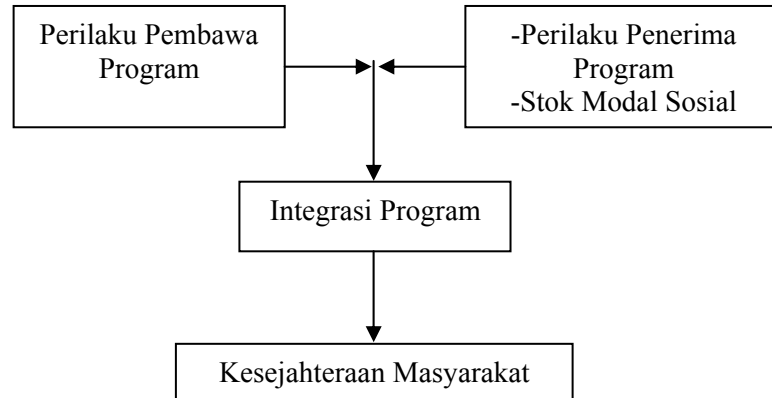 Perilaku Pembawa
Program
-Perilaku Penerima
Program
-Stok Modal Sosial
Integrasi Program
Kesejahteraan Masyarakat